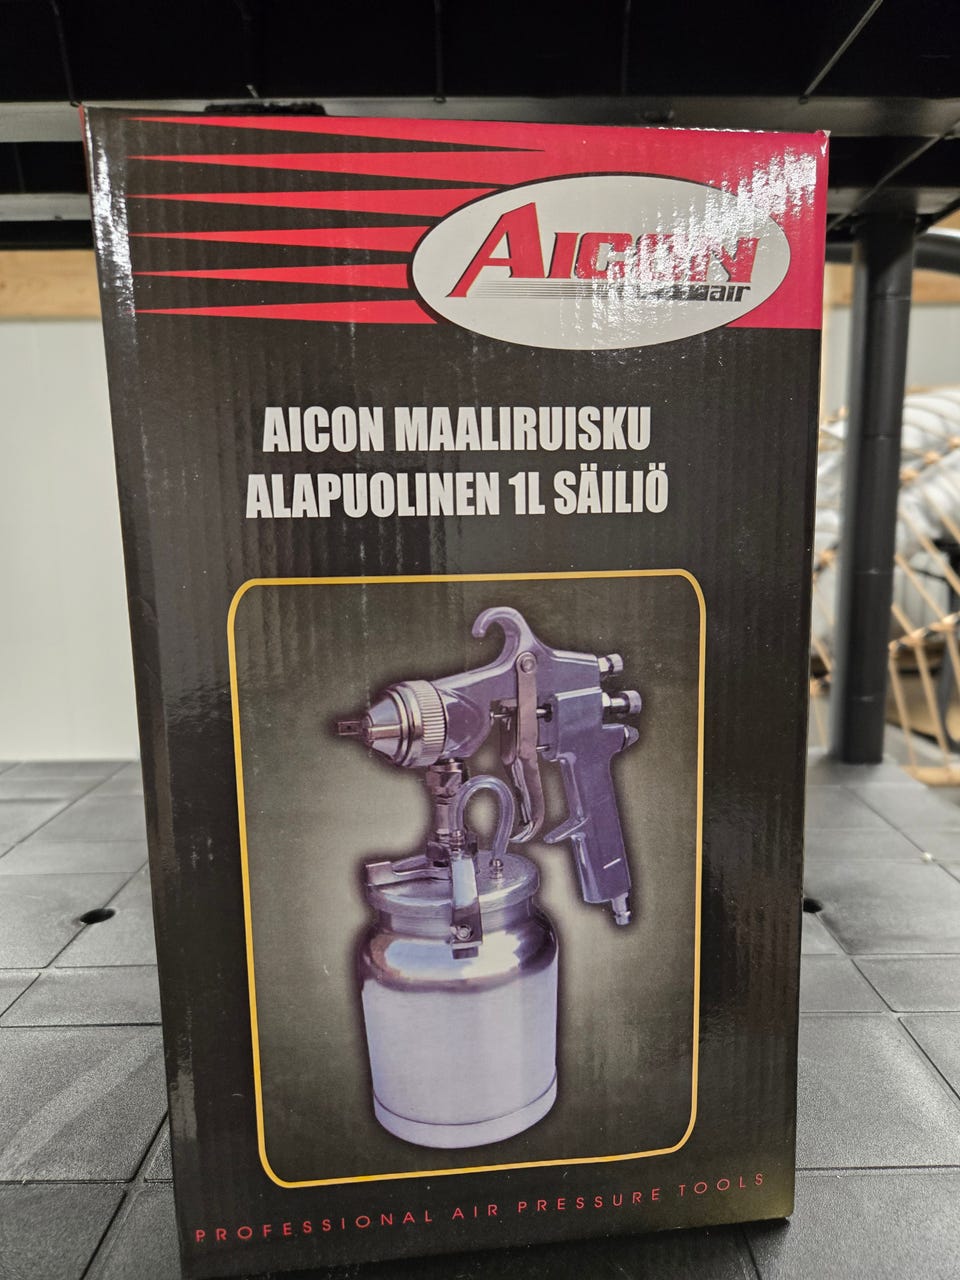 AICON
air
AICON MAALIRUISKU
ALAPUOLINEN 1L SÄILIÖ
PROFESSIONAL AIR PRESSURE TOOLS